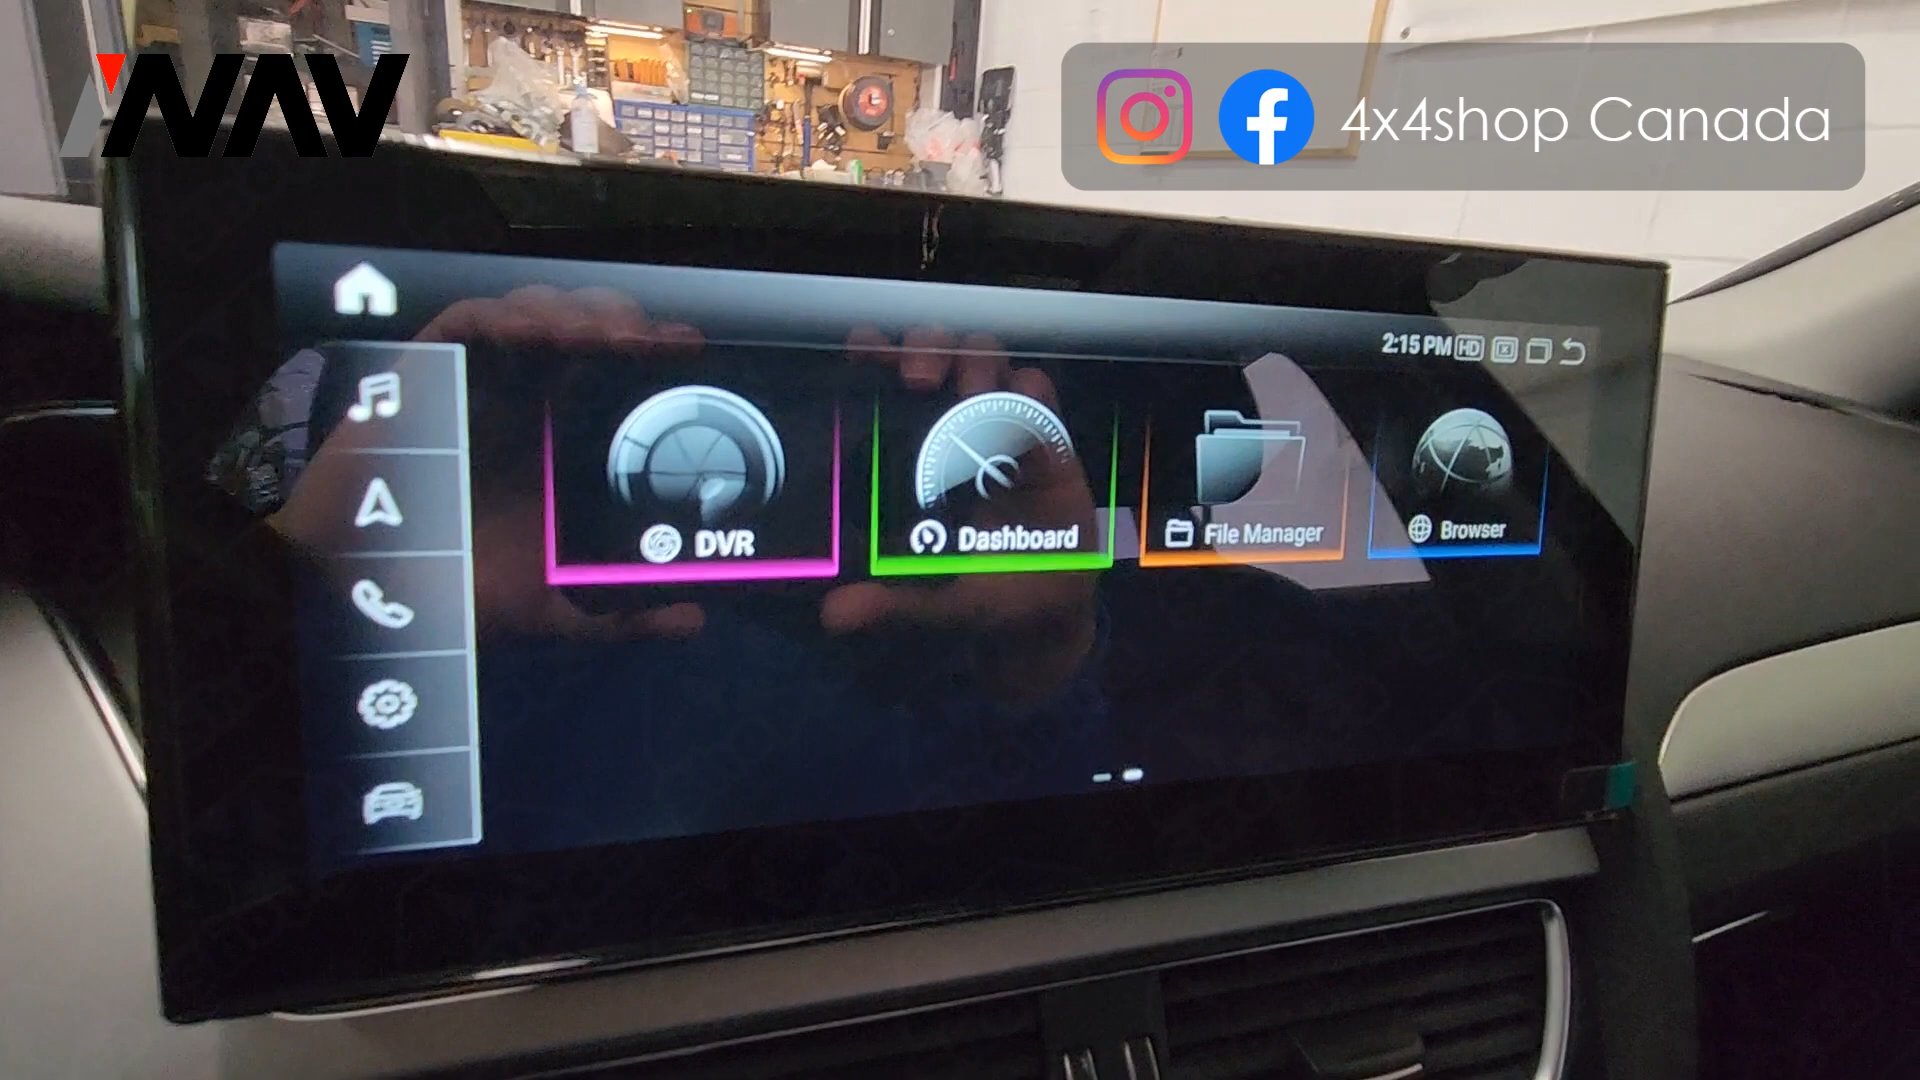 NAV
4x4shop Canada
2:15 PM HD
DVR
Dashboard
File Manager
Browser